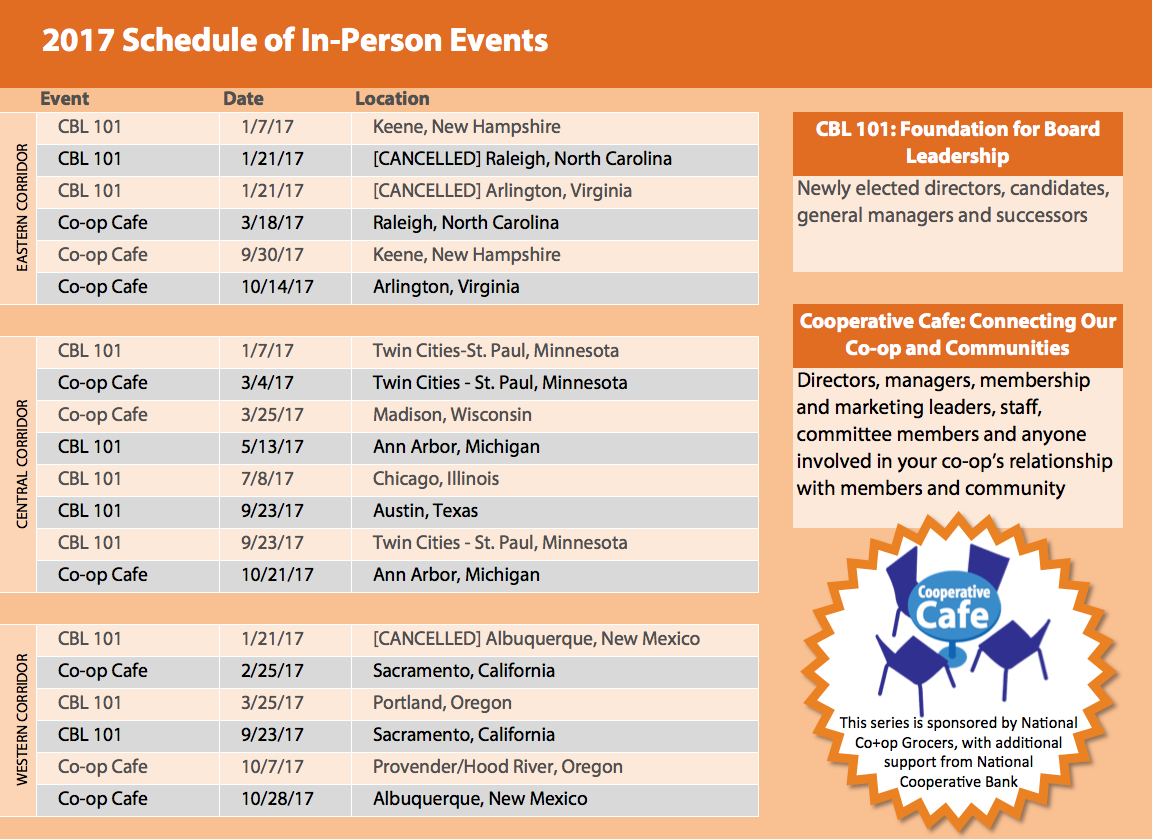 2017 Schedule of In-Person Events
Event Date Location
EASTERN CORRIDOR
CBL 101 1/7/17 Keene, New Hampshire
CBL 101 1/21/17 [CANCELLED] Raleigh, North Carolina
CBL 101 1/21/17 [CANCELLED] Arlington, Virginia
Co-op Cafe 3/18/17 Raleigh, North Carolina
Co-op Cafe 9/30/17 Keene, New Hampshire
Co-op Cafe 10/14/17 Arlington, Virginia
CENTRAL CORRIDOR
CBL 101 1/7/17 Twin Cities-St. Paul, Minnesota
Co-op Cafe 3/4/17 Twin Cities - St. Paul, Minnesota
Co-op Cafe 3/25/17 Madison, Wisconsin
CBL 101 5/13/17 Ann Arbor, Michigan
CBL 101 7/8/17 Chicago, Illinois
CBL 101 9/23/17 Austin, Texas
CBL 101 9/23/17 Twin Cities - St. Paul, Minnesota
Co-op Cafe 10/21/17 Ann Arbor, Michigan
WESTERN CORRIDOR
CBL 101 1/21/17 [CANCELLED] Albuquerque, New Mexico
Co-op Cafe 2/25/17 Sacramento, California
CBL 101 3/25/17 Portland, Oregon
CBL 101 9/23/17 Sacramento, California
Co-op Cafe 10/7/17 Provender/Hood River, Oregon
Co-op Cafe 10/28/17 Albuquerque, New Mexico
CBL 101: Foundation for Board
Leadership
Newly elected directors, candidates,
general managers and successors
Cooperative Cafe: Connecting Our
Co-op and Communities
Directors, managers, membership
and marketing leaders, staff,
committee members and anyone
involved in your co-op's relationship
with members and community
Cooperative
Cafe
This series is sponsored by National
Co+op Grocers, with additional
support from National
Cooperative Bank